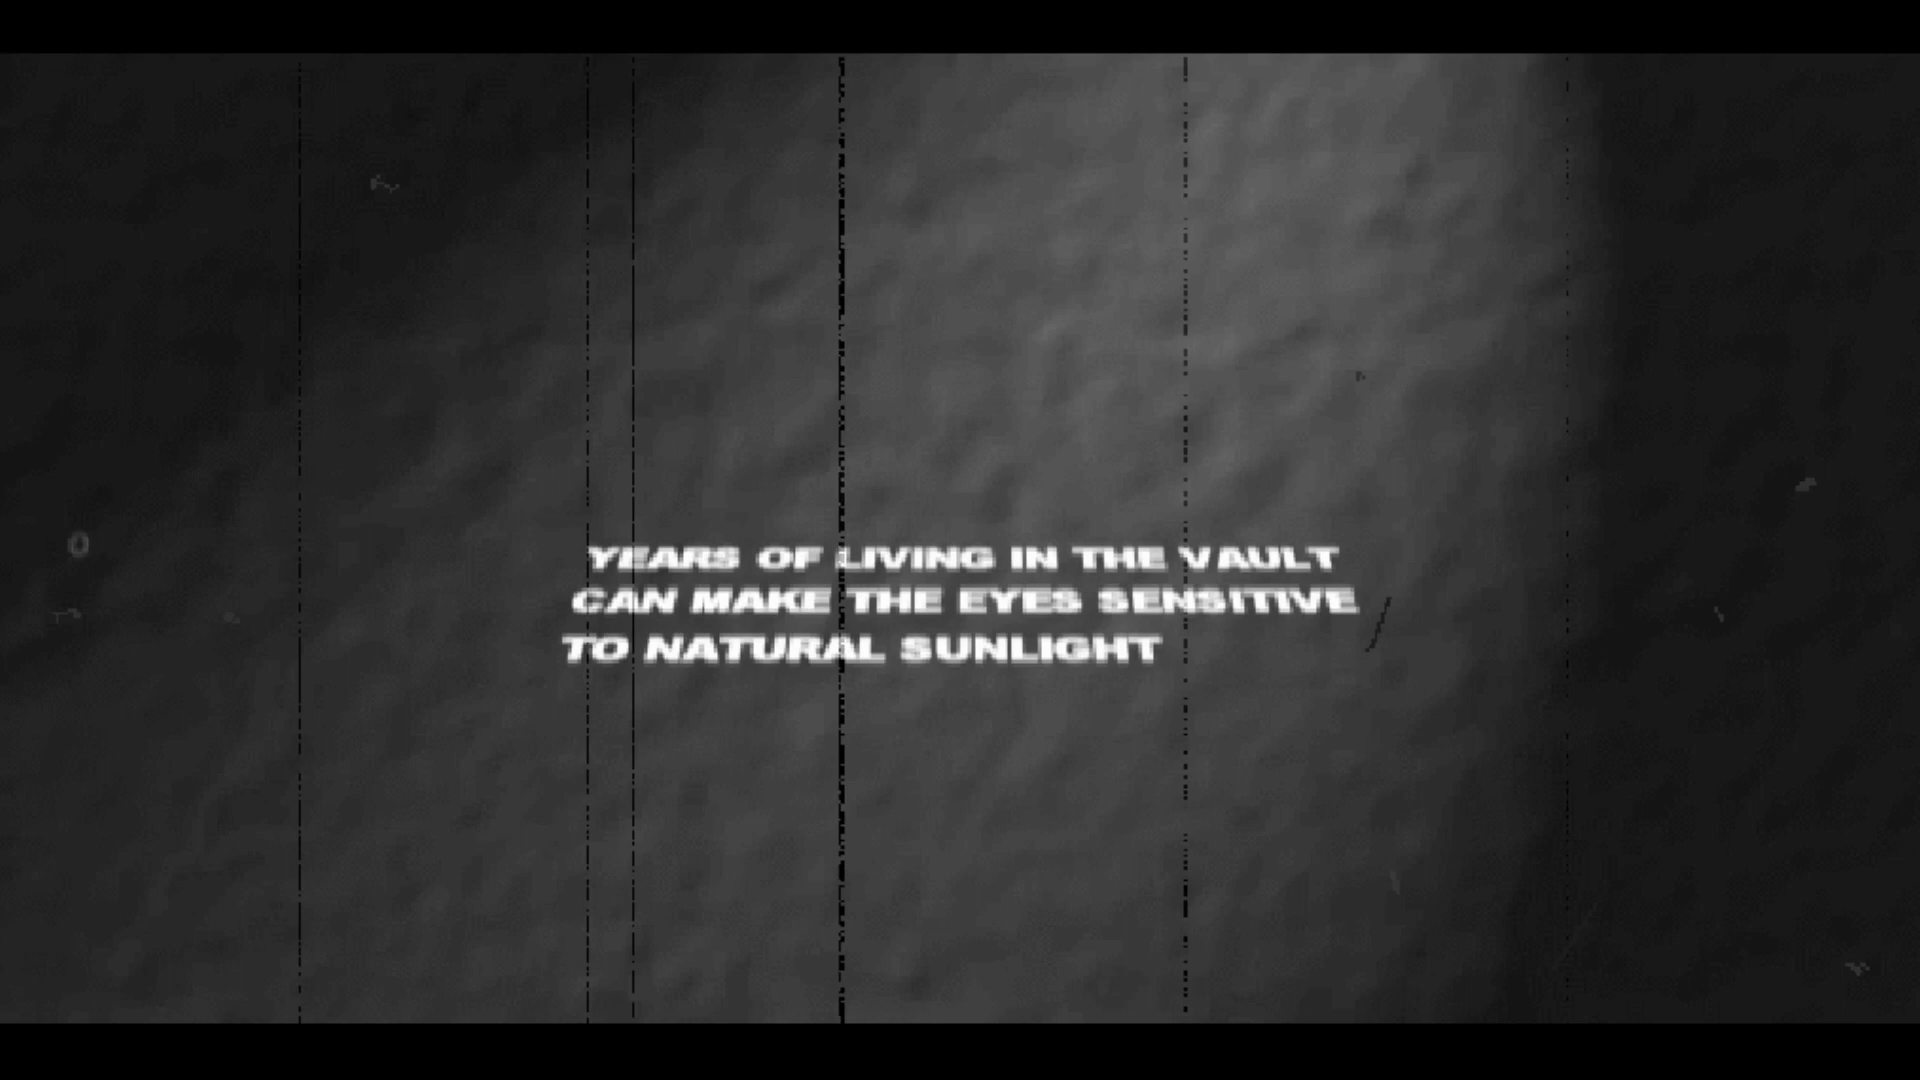 YEARS OF LIVING IN THE VAULT
CAN MAKE THE EYES SENSITIVE
TO NATURAL SUNLIGHT